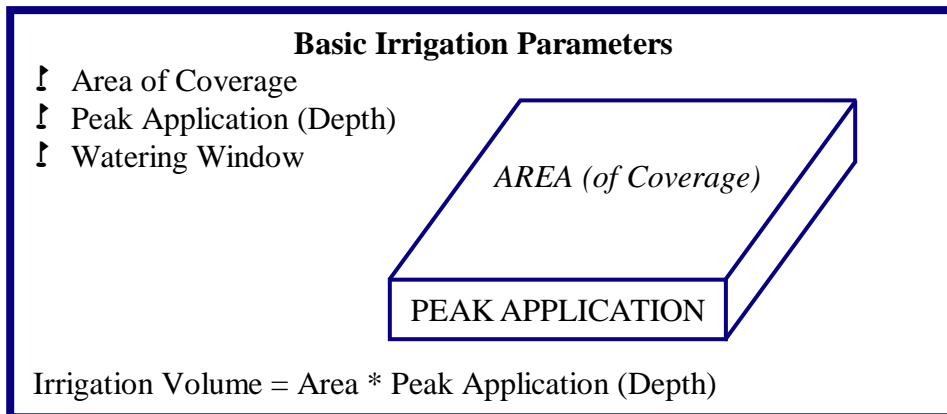 Basic Irrigation Parameters
Area of Coverage
Peak Application (Depth)
Watering Window
AREA (of Coverage)
PEAK APPLICATION
Irrigation Volume = Area * Peak Application (Depth)